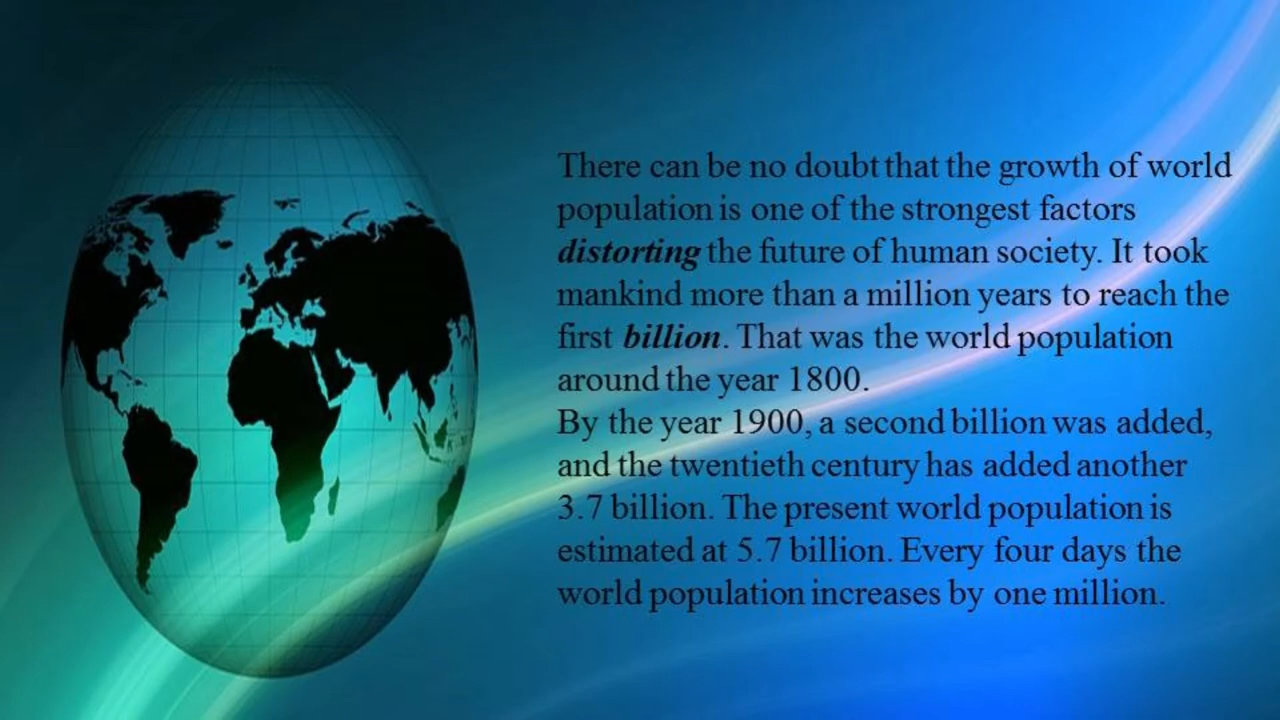 There can be no doubt that the growth of world
population is one of the strongest factors
distorting the future of human society. It took
mankind more than a million years to reach the
first billion. That was the world population
around the year 1800.
By the year 1900, a second billion was added,
and the twentieth century has added another
3.7 billion. The present world population is
estimated at 5.7 billion. Every four days the
world population increases by one million.